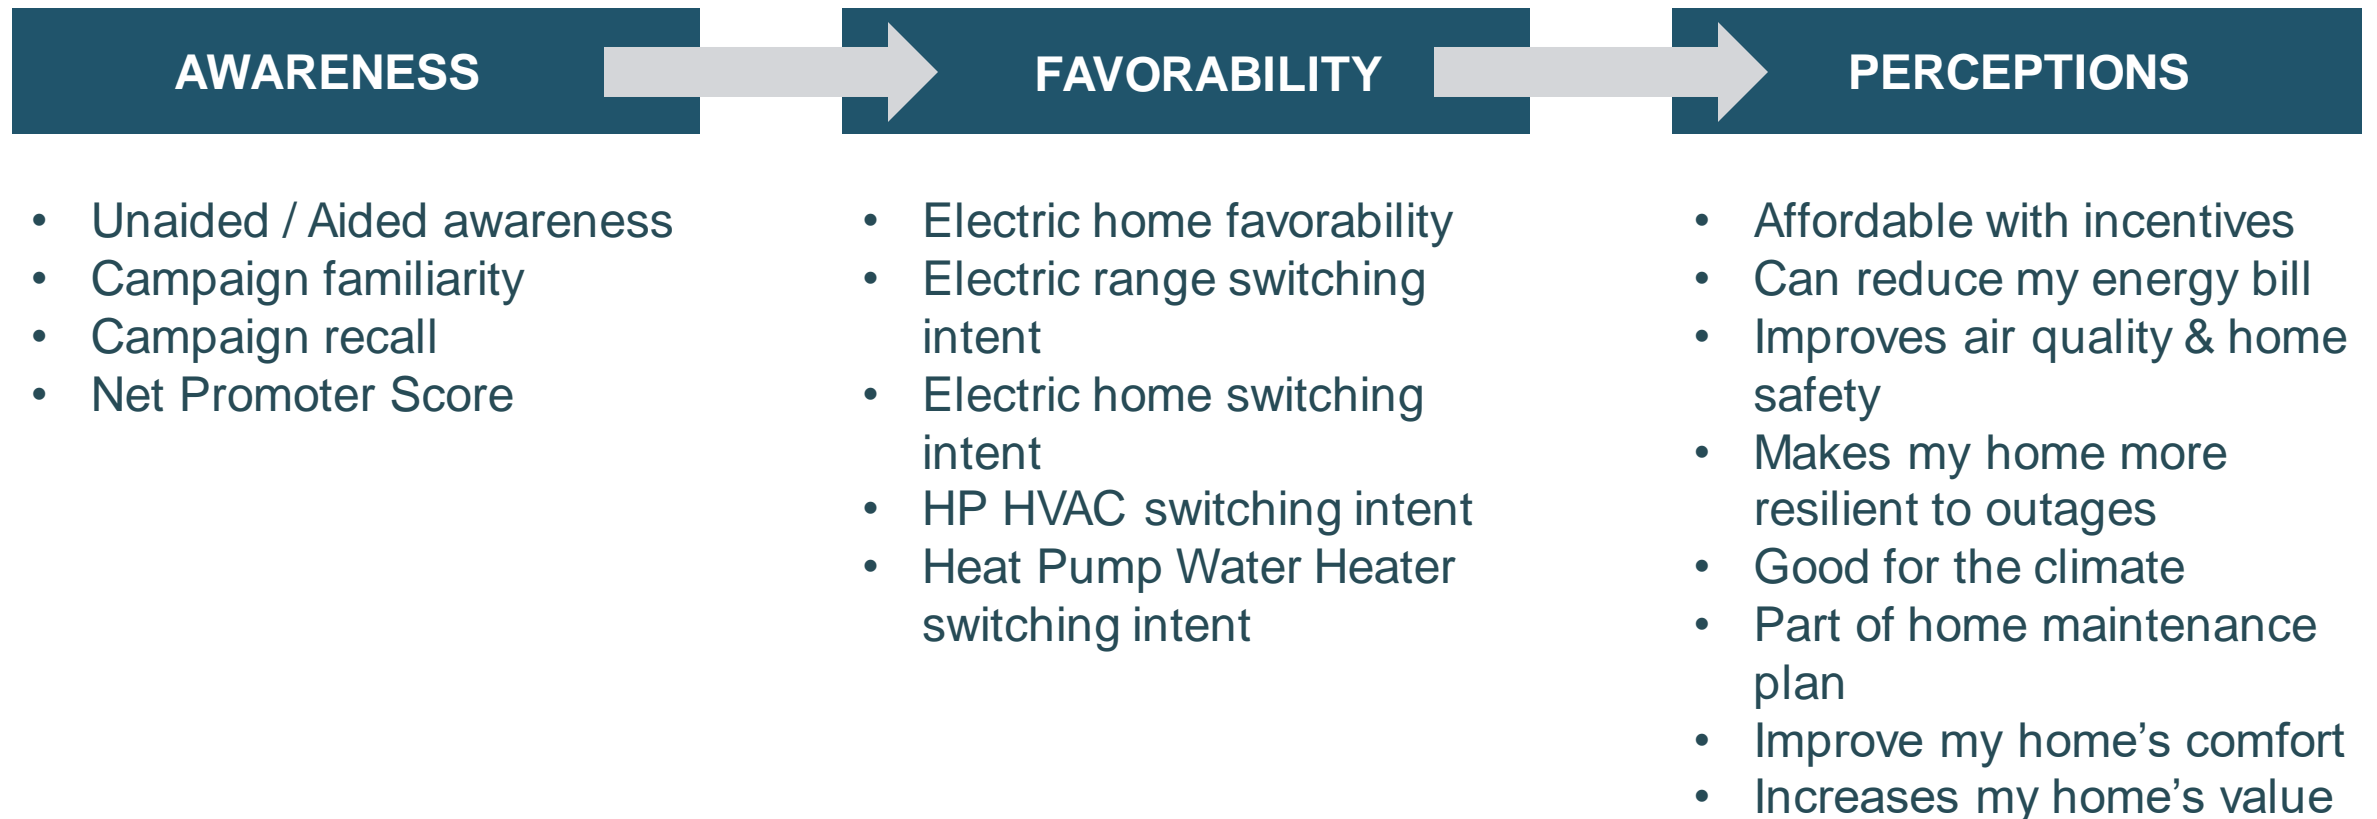 AWARENESS
• Unaided / Aided awareness
• Campaign familiarity
• Campaign recall
• Net Promoter Score
FAVORABILITY
• Electric home favorability
• Electric range switching
intent
• Electric home switching
intent
• HP HVAC switching intent
• Heat Pump Water Heater
switching intent
PERCEPTIONS
• Affordable with incentives
• Can reduce my energy bill
• Improves air quality & home
safety
• Makes my home more
resilient to outages
• Good for the climate
• Part of home maintenance
plan
• Improve my home’s comfort
• Increases my home’s value